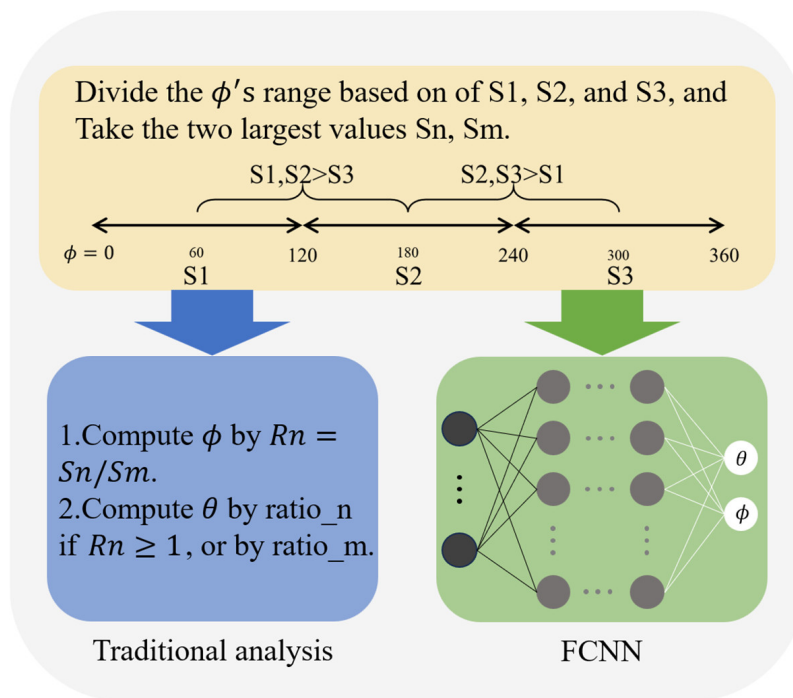 Divide the ϕ's range based on of S1, S2, and S3, and
Take the two largest values Sn, Sm.
S1,S2>S3 S2,S3>S1
ϕ = 0 60 120 180 240 300 360
S1 S2 S3
1.Compute ϕ by Rn =
Sn/Sm.
2.Compute θ by ratio_n
if Rn ≥ 1, or by ratio_m.
θ
ϕ
Traditional analysis FCNN